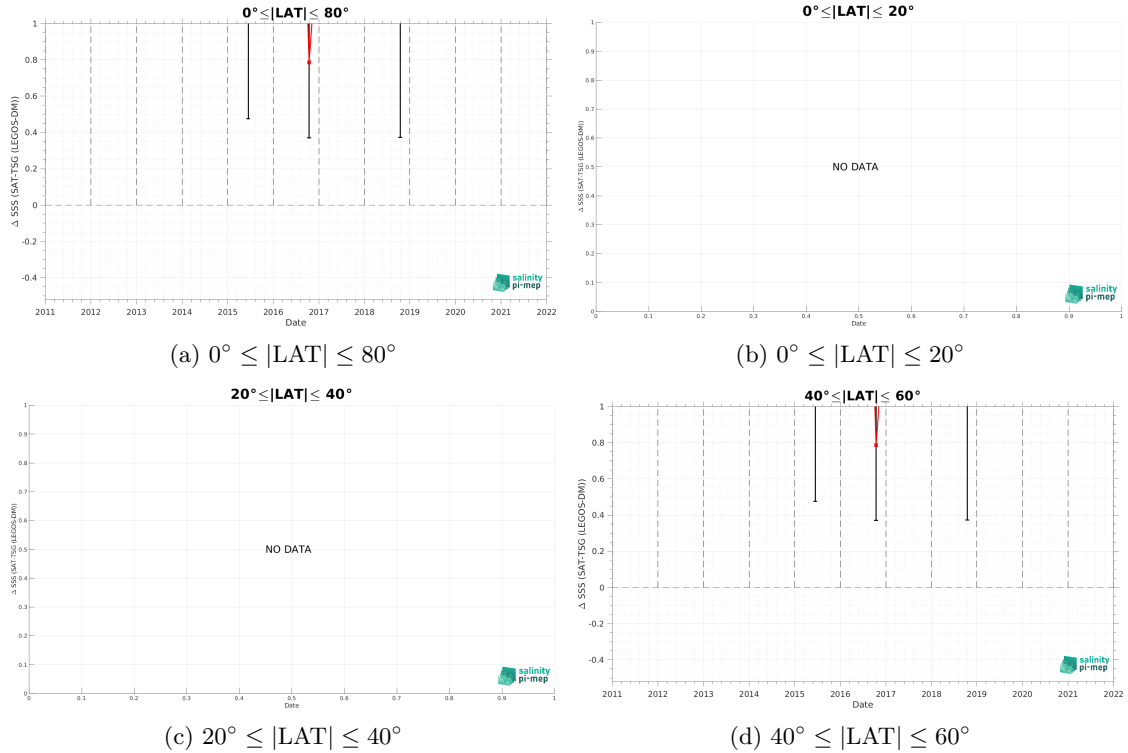 0°≤|LAT|≤ 80°
Δ SSS (SAT-TSG (LEGOS-DM))
1
0.8
0.6
0.4
0.2
0
-0.2
-0.4
2011 2012 2013 2014 2015 2016 2017 2018 2019 2020 2021 2022
Date
salinity
pi-mep
(a) 0° ≤ |LAT| ≤ 80°
0°≤|LAT|≤ 20°
Δ SSS (SAT-TSG (LEGOS-DM))
1
0.9
0.8
0.7
0.6
0.5
0.4
0.3
0.2
0.1
0
NO DATA
0 0.1 0.2 0.3 0.4 0.5 0.6 0.7 0.8 0.9 1
Date
salinity
pi-mep
(b) 0° ≤ |LAT| ≤ 20°
20°≤|LAT|≤ 40°
Δ SSS (SAT-TSG (LEGOS-DM))
1
0.9
0.8
0.7
0.6
0.5
0.4
0.3
0.2
0.1
0
NO DATA
0 0.1 0.2 0.3 0.4 0.5 0.6 0.7 0.8 0.9 1
Date
salinity
pi-mep
(c) 20° ≤ |LAT| ≤ 40°
40°≤|LAT|≤ 60°
Δ SSS (SAT-TSG (LEGOS-DM))
1
0.8
0.6
0.4
0.2
0
-0.2
-0.4
2011 2012 2013 2014 2015 2016 2017 2018 2019 2020 2021 2022
Date
salinity
pi-mep
(d) 40° ≤ |LAT| ≤ 60°